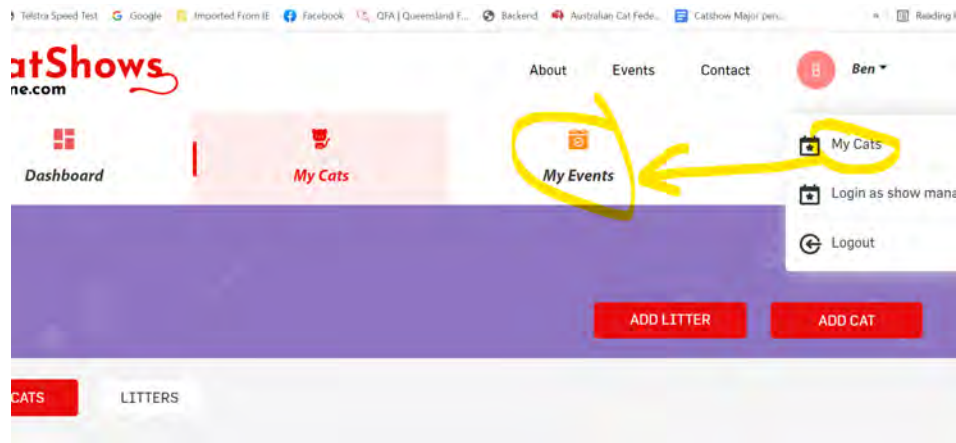 Telstra Speed Test Google Imported From IE Facebook QFA | Queensland F... Backend Australian Cat Fede... Catshow Major pen... » Reading
atShows
ne.com
About Events Contact B Ben
Dashboard My Cats My Events
My Cats
Login as show mana
Logout
ADD LITTER ADD CAT
CATS LITTERS